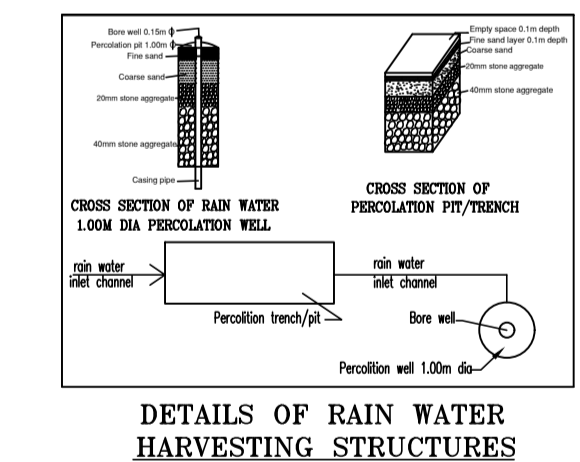 Bore well 0.15m ϕ
Percolation pit 1.00m ϕ
Fine sand
Coarse sand
20mm stone aggregate
40mm stone aggregate
Casing pipe
CROSS SECTION OF RAIN WATER
1.00M DIA PERCOLATION WELL
Empty space 0.1m depth
Fine sand layer 0.1m depth
Coarse sand
20mm stone aggregate
40mm stone aggregate
CROSS SECTION OF
PERCOLATION PIT/TRENCH
rain water
inlet channel
Percolition trench/pit
rain water
inlet channel
Bore well
Percolition well 1.00m dia
DETAILS OF RAIN WATER
HARVESTING STRUCTURES